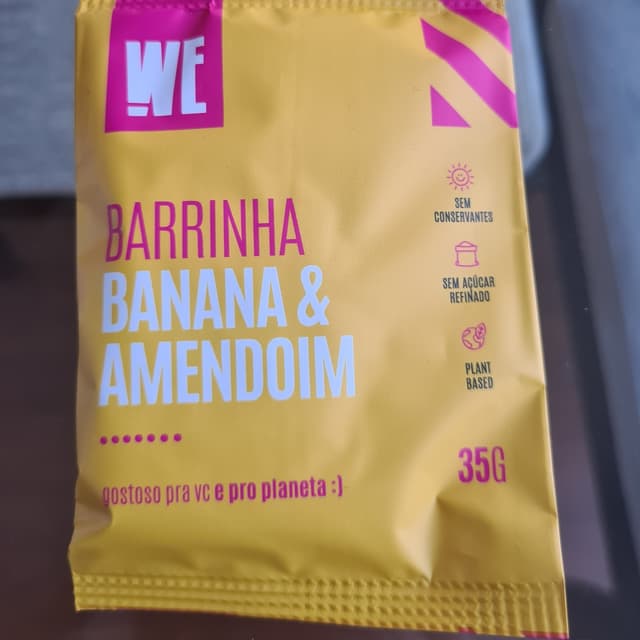 WE
BARRINHA
BANANA &
AMENDOIM
gostoso pra vc e pro planeta :)
SEM
CONSERVANTES
SEM AÇÚCAR
REFINADO
PLANT
BASED
35G